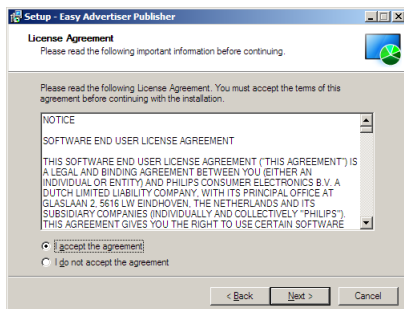 Setup - Easy Advertiser Publisher
License Agreement
Please read the following important information before continuing.
Please read the following License Agreement. You must accept the terms of this
agreement before continuing with the installation.
NOTICE
SOFTWARE END USER LICENSE AGREEMENT
THIS SOFTWARE END USER LICENSE AGREEMENT ("THIS AGREEMENT") IS
A LEGAL AND BINDING AGREEMENT BETWEEN YOU (EITHER AN
INDIVIDUAL OR ENTITY) AND PHILIPS CONSUMER ELECTRONICS B.V. A
DUTCH LIMITED LIABILITY COMPANY, WITH ITS PRINCIPAL OFFICE AT
GLASLAAN 2, 5616 LW EINDHOVEN, THE NETHERLANDS AND ITS
SUBSIDIARY COMPANIES (INDIVIDUALLY AND COLLECTIVELY "PHILIPS").
THIS AGREEMENT GIVES YOU THE RIGHT TO USE CERTAIN SOFTWARE
I accept the agreement
I do not accept the agreement
< Back
Next >
Cancel